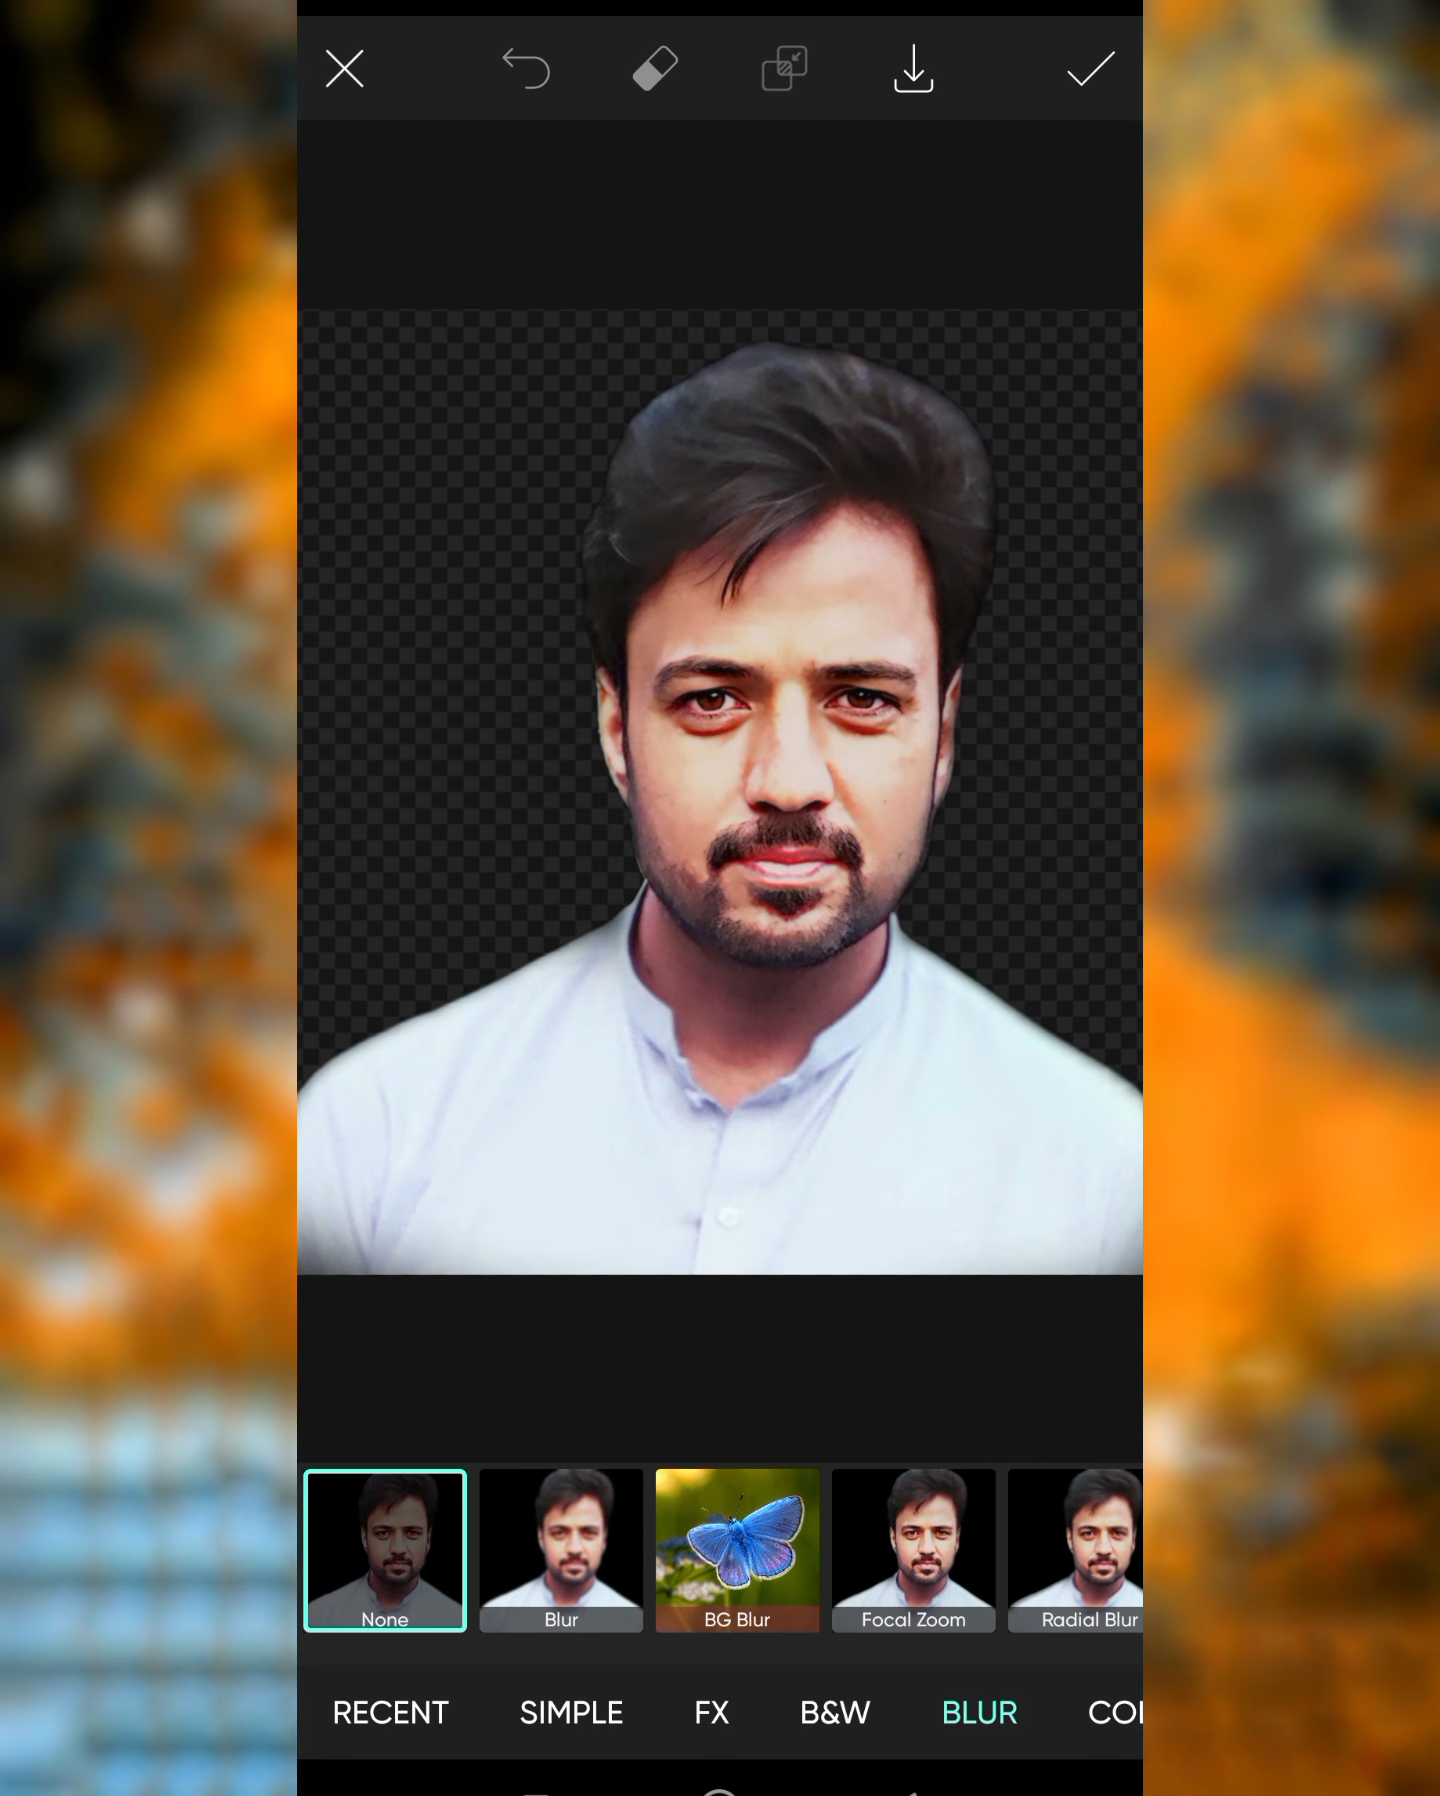 None
Blur
BG Blur
Focal Zoom
Radial Blur
RECENT
SIMPLE
FX
B&W
BLUR